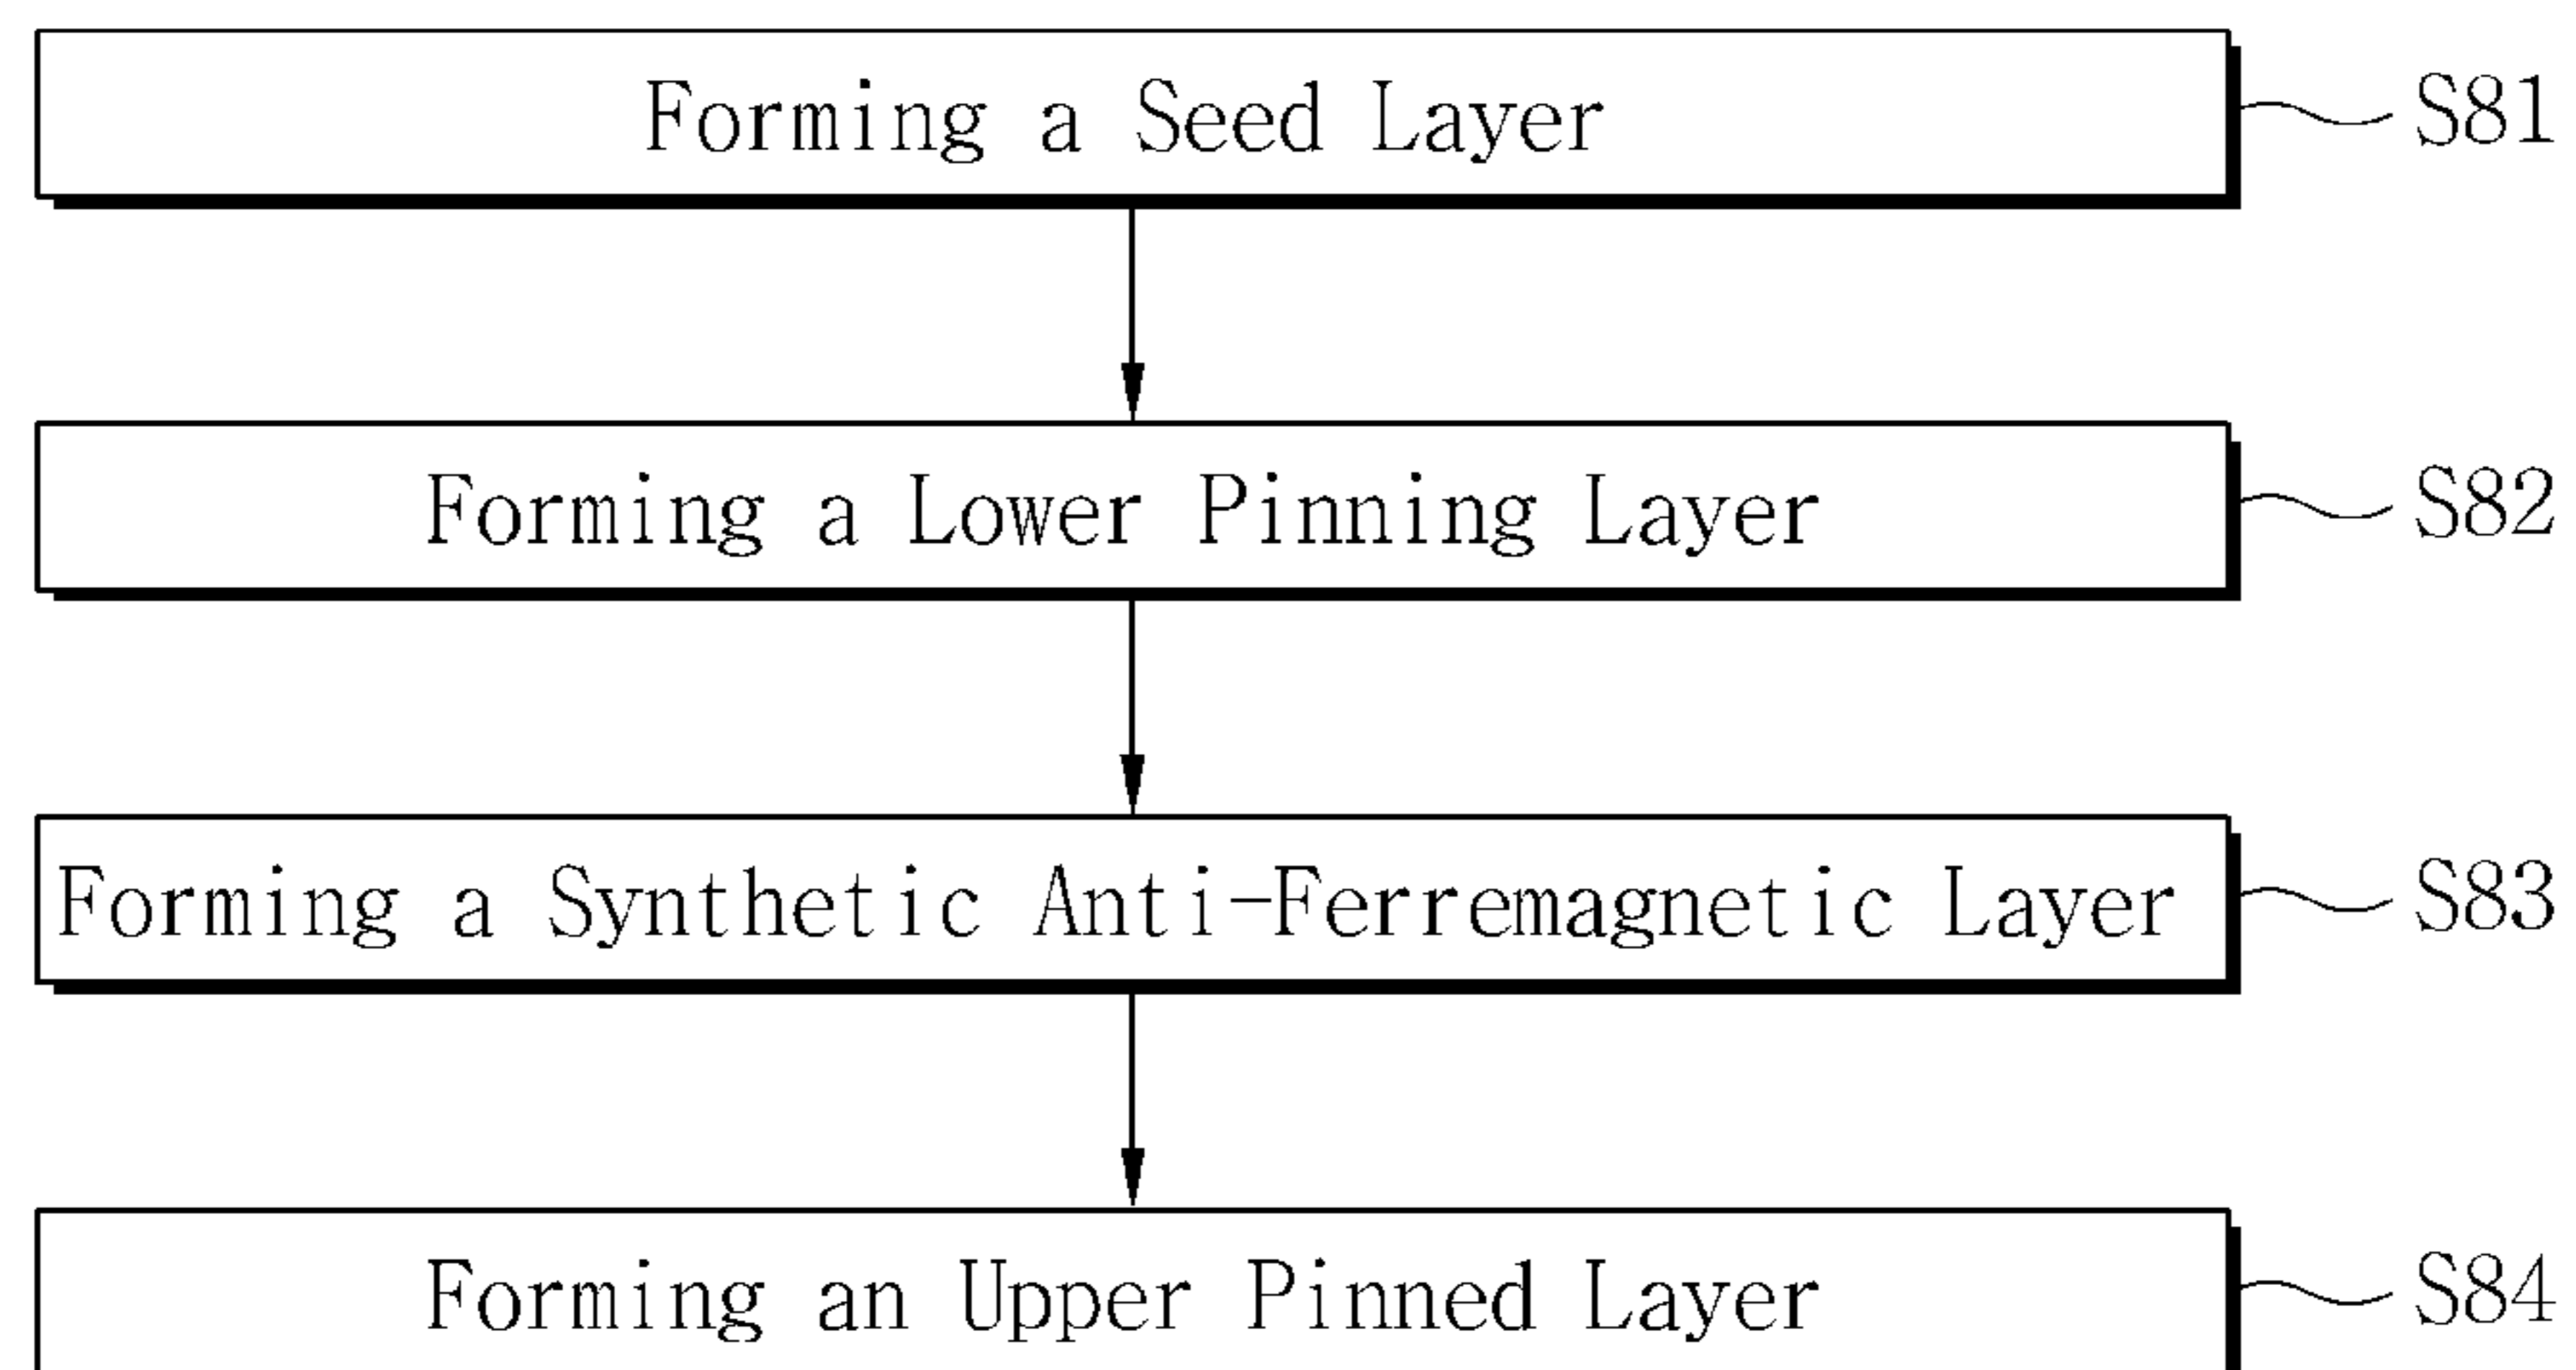 Forming a Seed Layer S81
Forming a Lower Pinning Layer S82
Forming a Synthetic Anti-Ferremagnetic Layer S83
Forming an Upper Pinned Layer S84